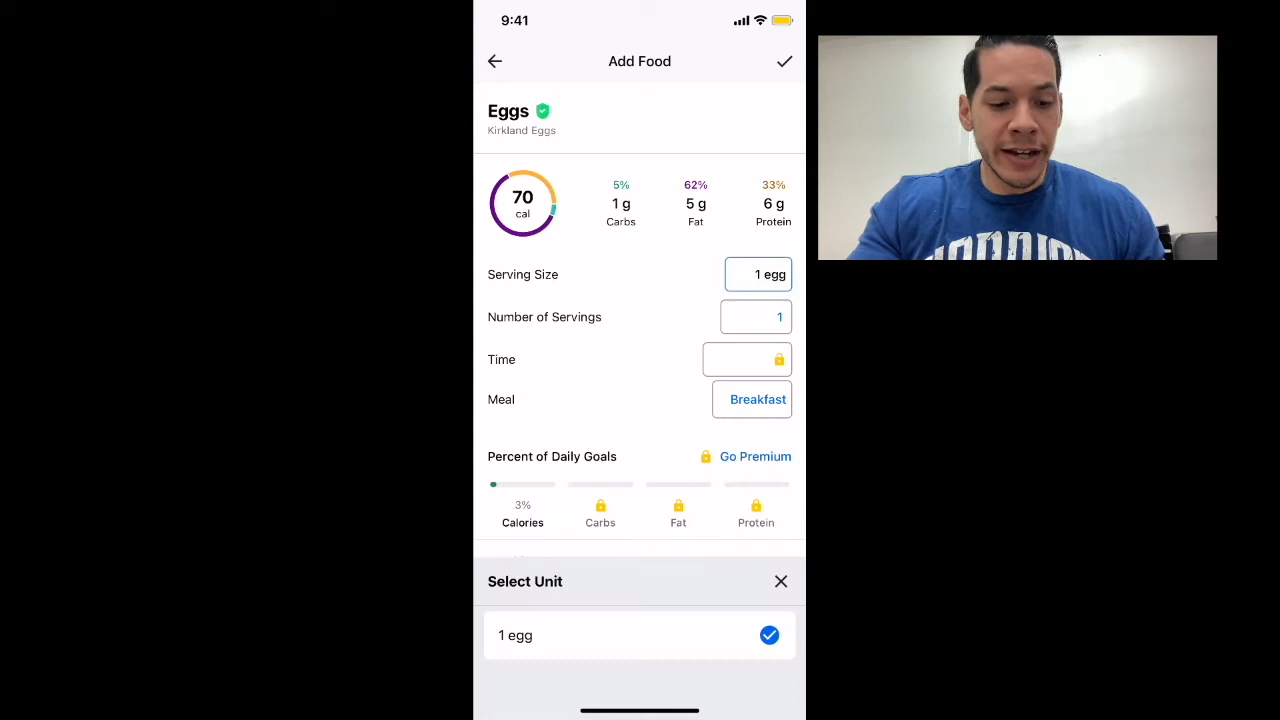 9:41
Add Food
Eggs
Kirkland Eggs
70
cal
5%
1 g
Carbs
62%
5 g
Fat
33%
6 g
Protein
Serving Size
1 egg
Number of Servings
1
Time
Meal
Breakfast
Percent of Daily Goals
Go Premium
3%
Calories
Carbs
Fat
Protein
Select Unit
1 egg